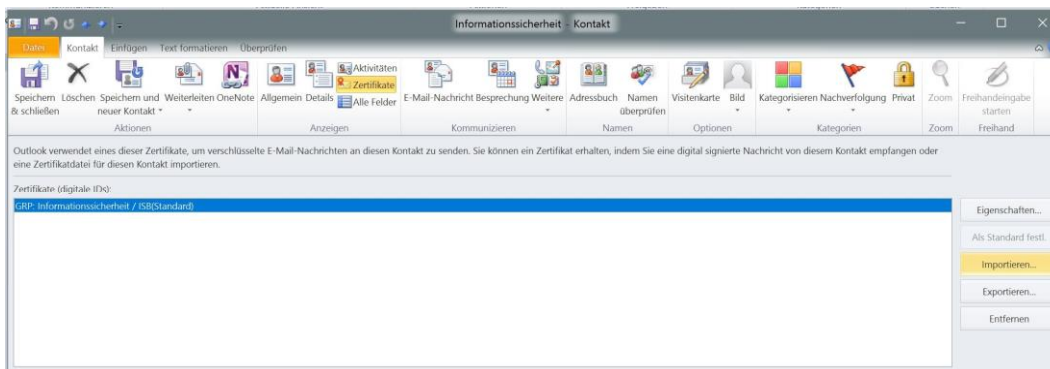 Informationssicherheit - Kontakt
Datei Kontakt Einfügen Text formatieren Überprüfen
Speichern & schließen
Löschen
Speichern und neuer Kontakt
Weiterleiten
OneNote
Aktionen
Allgemein
Details
Aktivitäten
Zertifikate
Alle Felder
Anzeigen
E-Mail-Nachricht
Besprechung
Weitere
Kommunizieren
Adressbuch
Namen überprüfen
Namen
Visitenkarte
Bild
Optionen
Kategorisieren
Nachverfolgung
Privat
Kategorien
Zoom
Zoom
Freihandeingabe starten
Freihand
Outlook verwendet eines dieser Zertifikate, um verschlüsselte E-Mail-Nachrichten an diesen Kontakt zu senden. Sie können ein Zertifikat erhalten, indem Sie eine digital signierte Nachricht von diesem Kontakt empfangen oder
eine Zertifikatdatei für diesen Kontakt importieren.
Zertifikate (digitale IDs):
GRP: Informationssicherheit / ISB(Standard)
Eigenschaften...
Als Standard festl.
Importieren...
Exportieren...
Entfernen